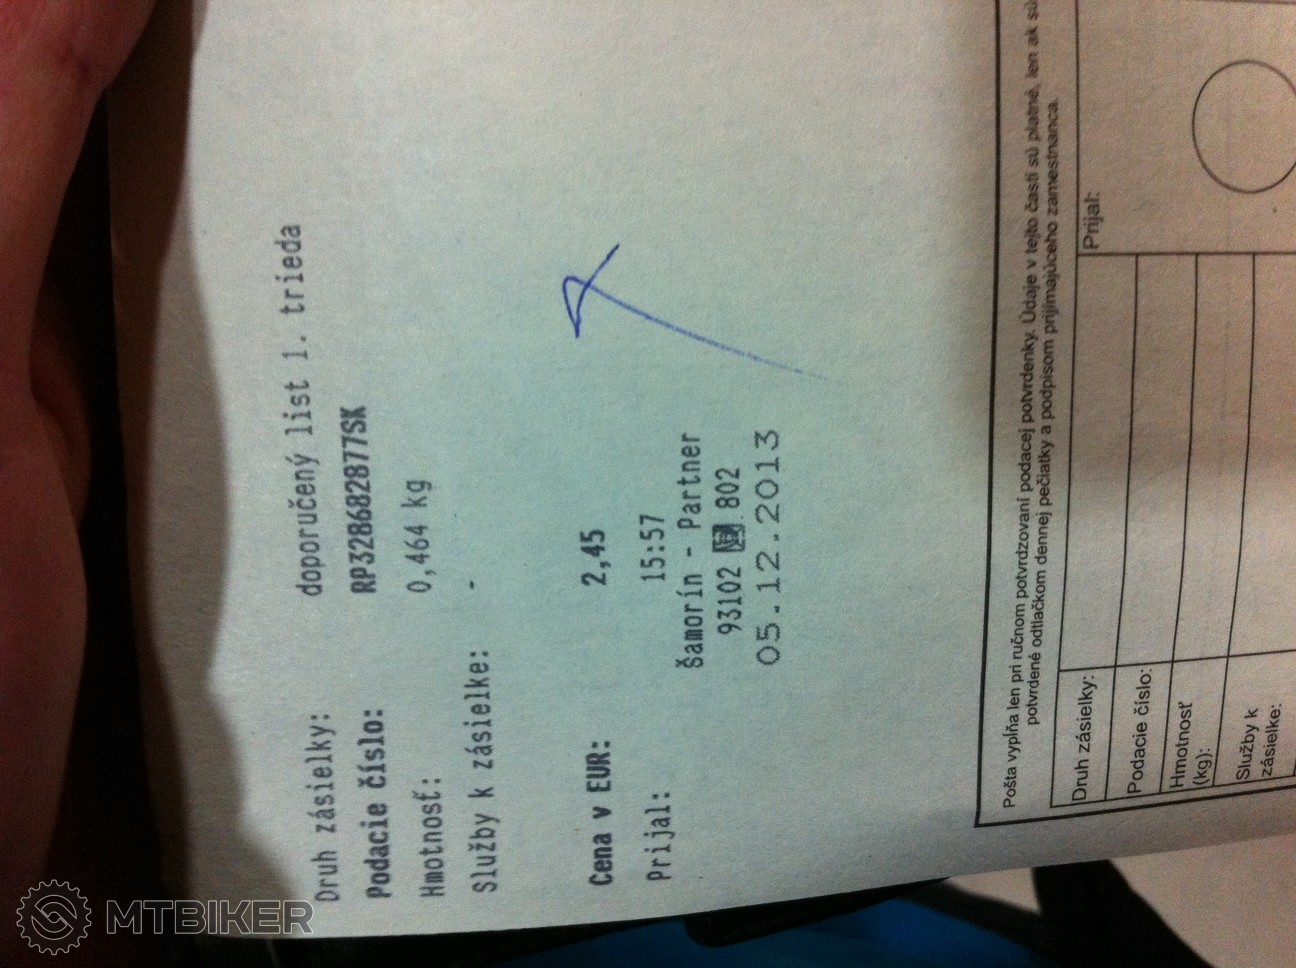 Druh zásielky: doporučený list 1. trieda
Podacie číslo: RP328682877SK
Hmotnosť: 0,464 kg
Služby k zásielke: -
Cena v EUR: 2,45
Prijal: 15:57
Šamorín - Partner
93102 802
05.12.2013
Pošta vypĺňa len pri ručnom potvrdzovaní podacej potvrdenky. Údaje v tejto časti sú platné, len ak sú
potvrdené odtlačkom dennej pečiatky a podpisom prijímajúceho zamestnanca.
Druh zásielky:
Prijal:
Podacie číslo:
Hmotnosť
(kg):
Služby k
zásielke:
MTBIKER